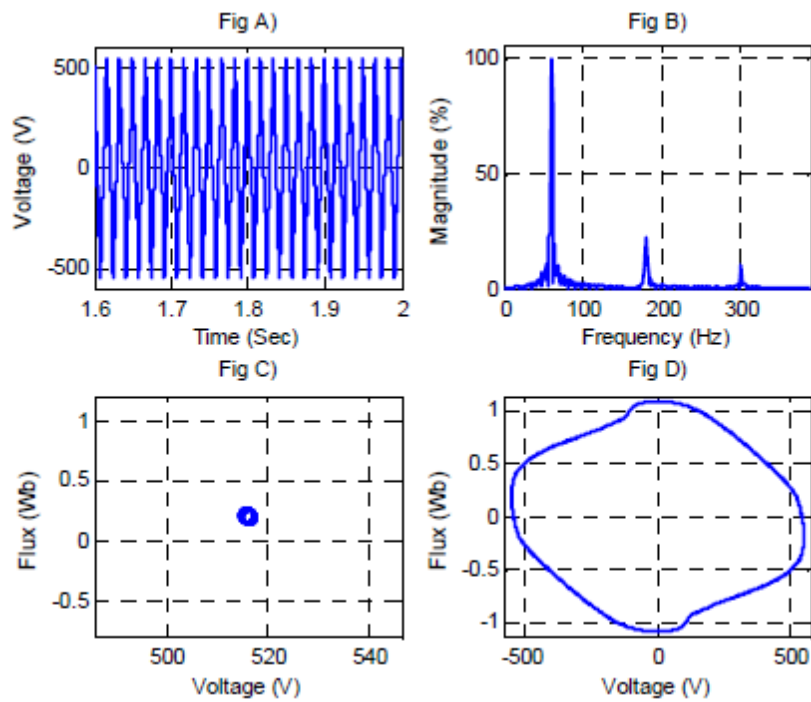 Fig A)
500
0
-500
Voltage (V)
1.6 1.7 1.8 1.9 2
Time (Sec)
Fig B)
100
50
0
Magnitude (%)
0 100 200 300
Frequency (Hz)
Fig C)
1
0.5
0
-0.5
Flux (Wb)
500 520 540
Voltage (V)
Fig D)
1
0.5
0
-0.5
-1
Flux (Wb)
-500 0 500
Voltage (V)